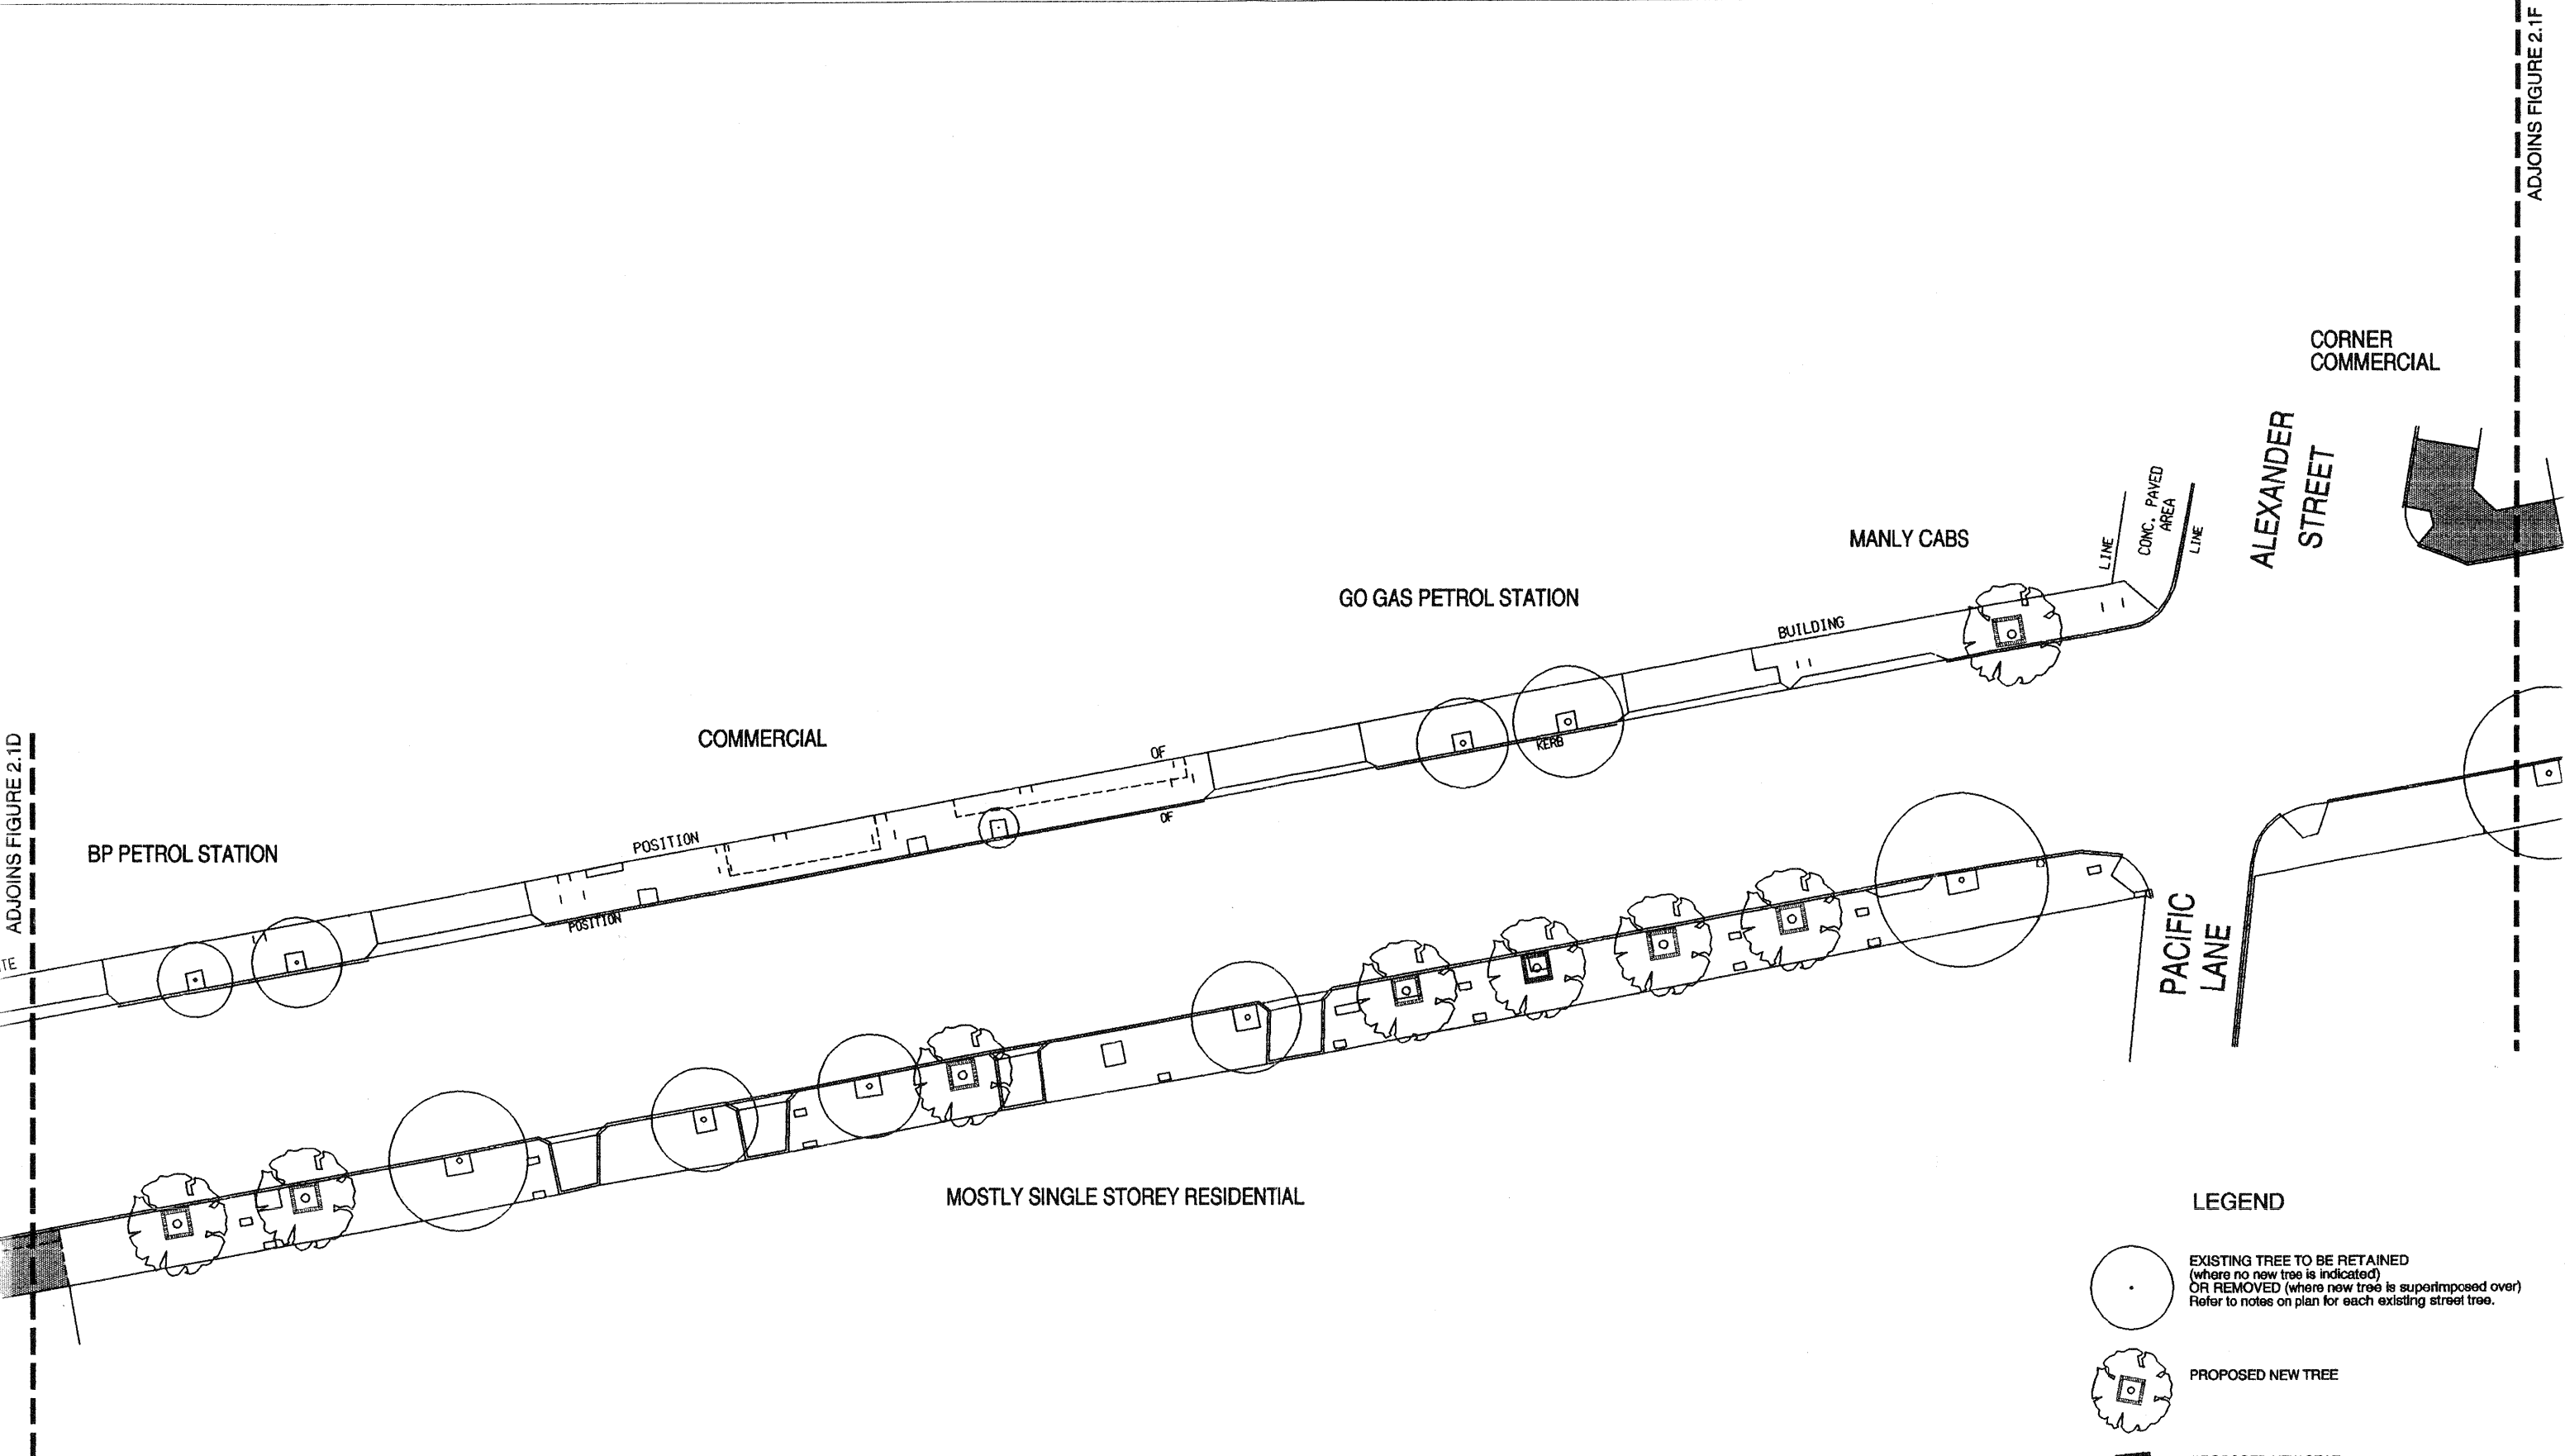 ADJOINS FIGURE 2.1F
CORNER
COMMERCIAL
ALEXANDER
STREET
CONC. PAVED
AREA
LINE
LINE
MANLY CABS
GO GAS PETROL STATION
BUILDING
KERB
COMMERCIAL
OF
OF
ADJOINS FIGURE 2.1D
BP PETROL STATION
POSITION
POSITION
TE
PACIFIC
LANE
MOSTLY SINGLE STOREY RESIDENTIAL
LEGEND
EXISTING TREE TO BE RETAINED
(where no new tree is indicated)
OR REMOVED (where new tree is superimposed over)
Refer to notes on plan for each existing street tree.
PROPOSED NEW TREE